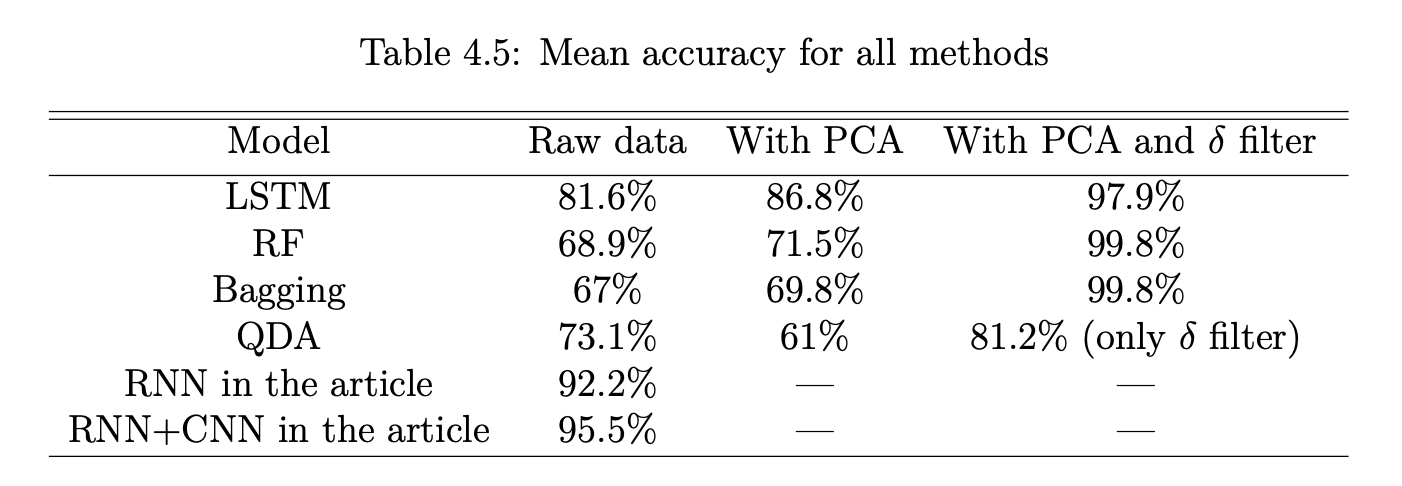 Table 4.5: Mean accuracy for all methods
Model Raw data With PCA With PCA and δ filter
LSTM 81.6% 86.8% 97.9%
RF 68.9% 71.5% 99.8%
Bagging 67% 69.8% 99.8%
QDA 73.1% 61% 81.2% (only δ filter)
RNN in the article 92.2% — —
RNN+CNN in the article 95.5% — —